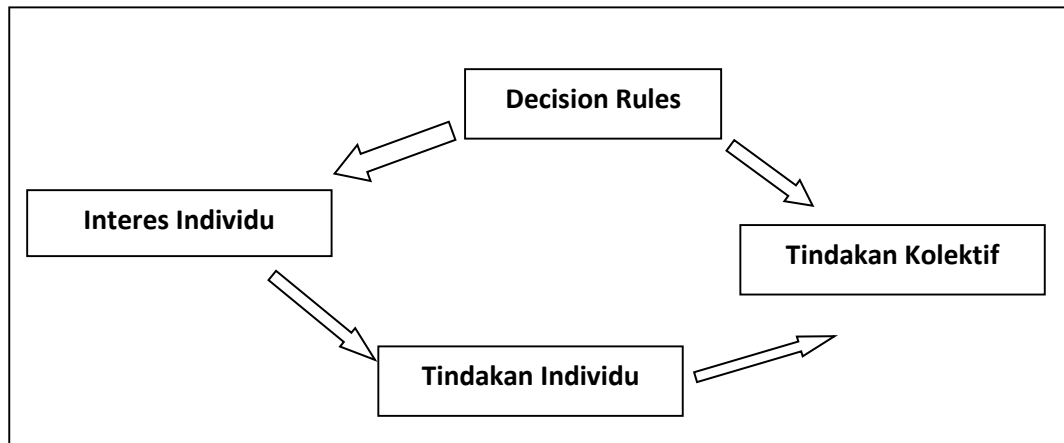 Decision Rules
Interes Individu
Tindakan Kolektif
Tindakan Individu